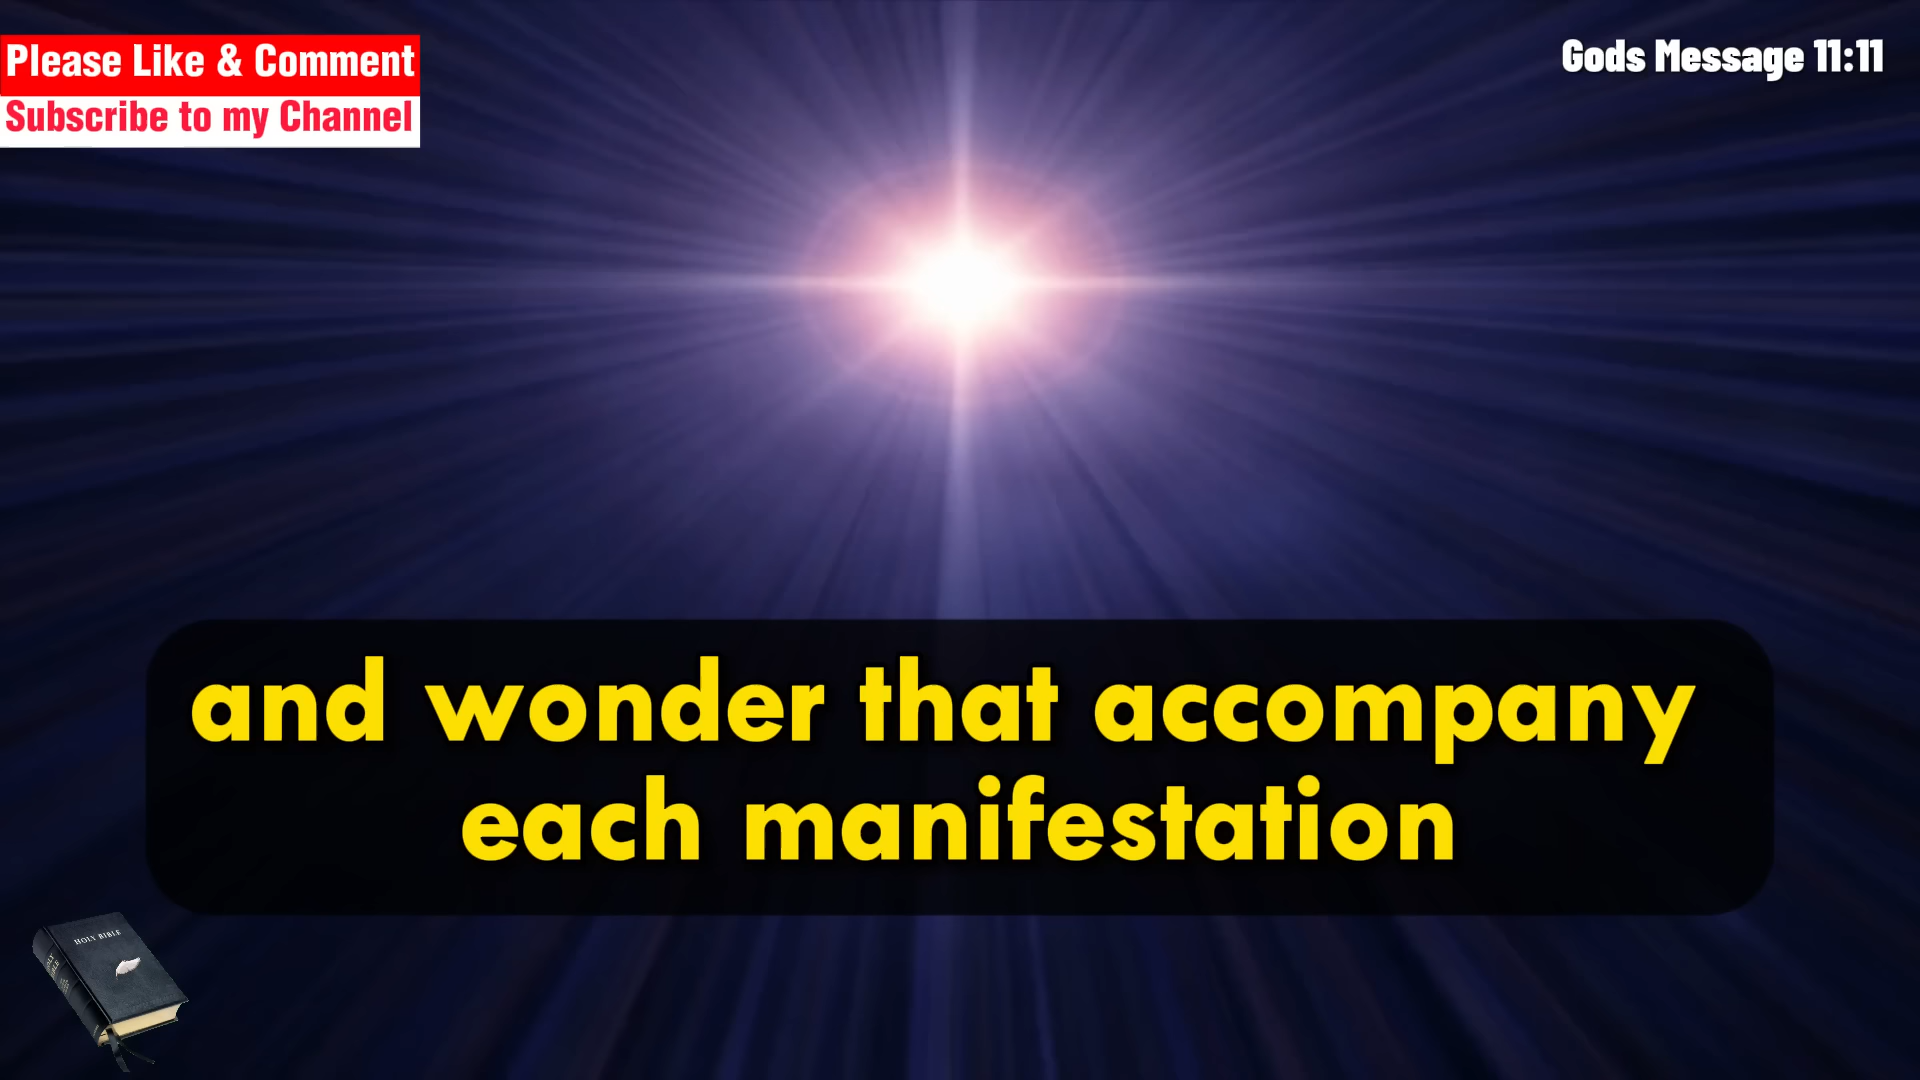 Please Like & Comment
Subscribe to my Channel
Gods Message 11:11
and wonder that accompany
each manifestation
HOLY BIBLE